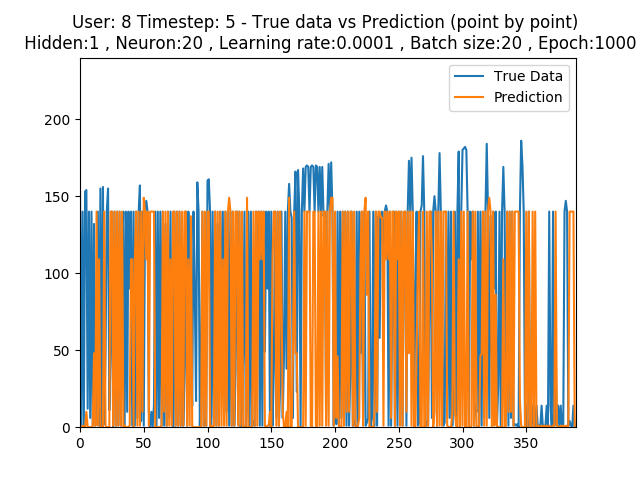 User: 8 Timestep: 5 - True data vs Prediction (point by point)
Hidden:1 , Neuron:20 , Learning rate:0.0001 , Batch size:20 , Epoch:1000
True Data
Prediction
200
150
100
50
0
0 50 100 150 200 250 300 350